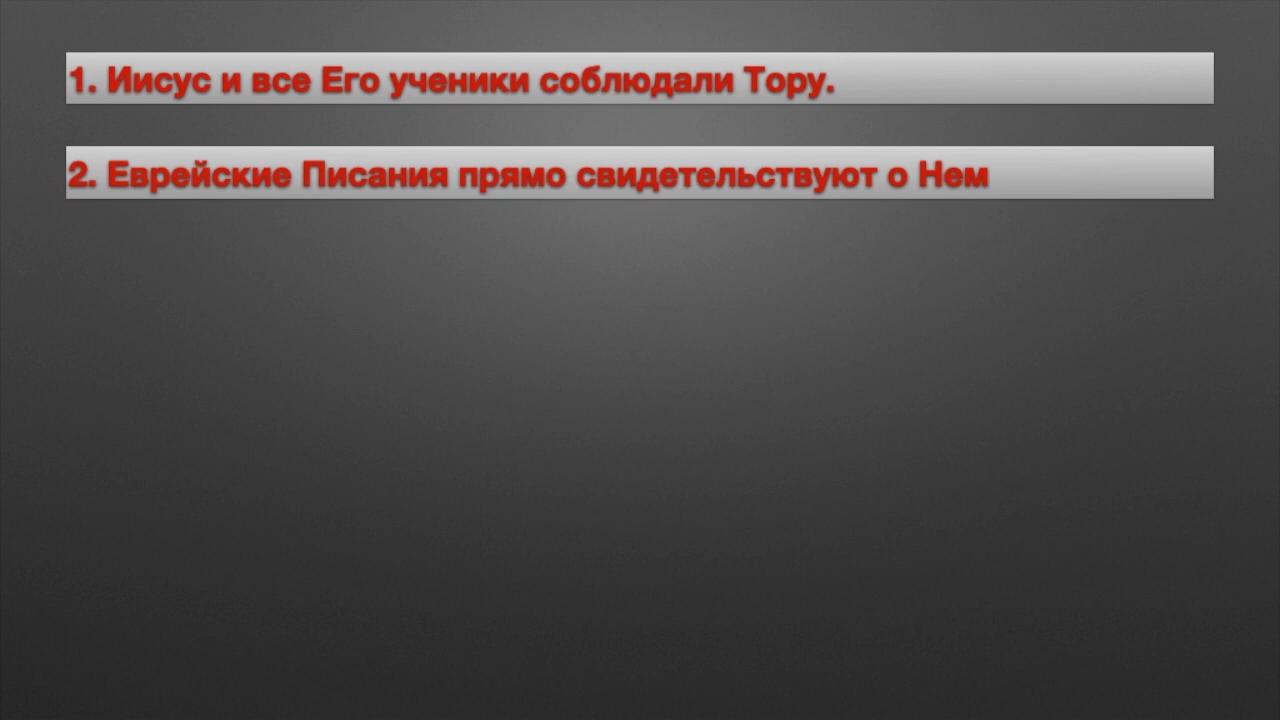 1. Иисус и все Его ученики соблюдали Тору.
2. Еврейские Писания прямо свидетельствуют о Нем